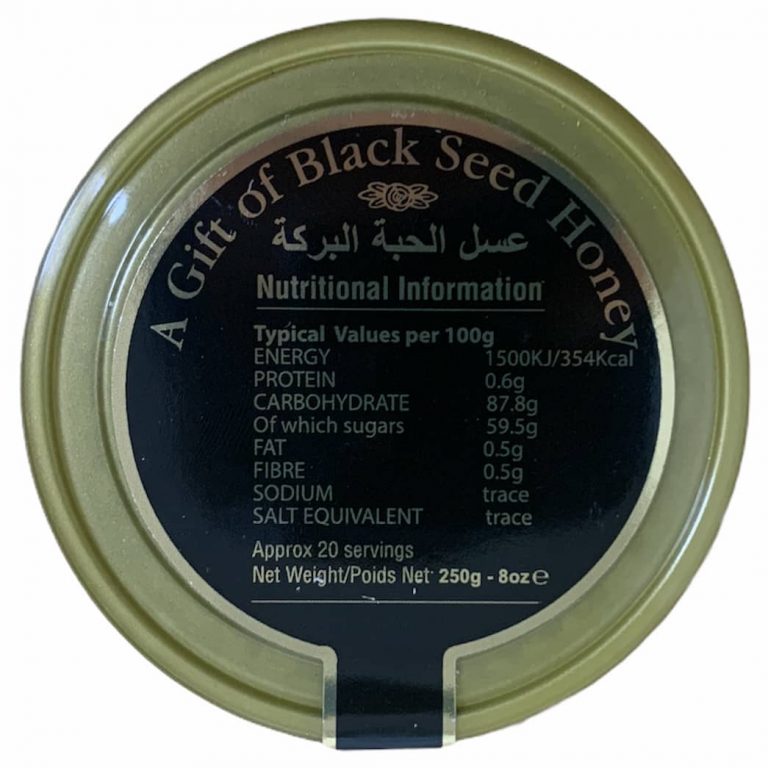 A Gift of Black Seed Honey
عسل الحبة البركة
Nutritional Information
Typical Values per 100g
ENERGY 1500KJ/354Kcal
PROTEIN 0.6g
CARBOHYDRATE 87.8g
Of which sugars 59.5g
FAT 0.5g
FIBRE 0.5g
SODIUM trace
SALT EQUIVALENT trace
Approx 20 servings
Net Weight/Poids Net 250g - 8oz e